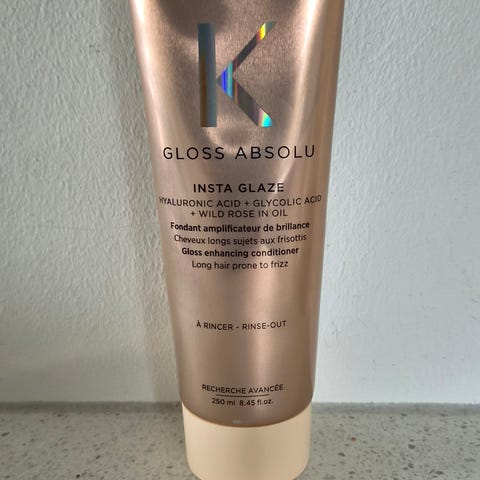 K
GLOSS ABSOLU
INSTA GLAZE
HYALURONIC ACID + GLYCOLIC ACID
+ WILD ROSE IN OIL
Fondant amplificateur de brillance
Cheveux longs sujets aux frisottis
Gloss enhancing conditioner
Long hair prone to frizz
À RINCER - RINSE-OUT
RECHERCHE AVANCÉE
250 ml 8.45 fl.oz.